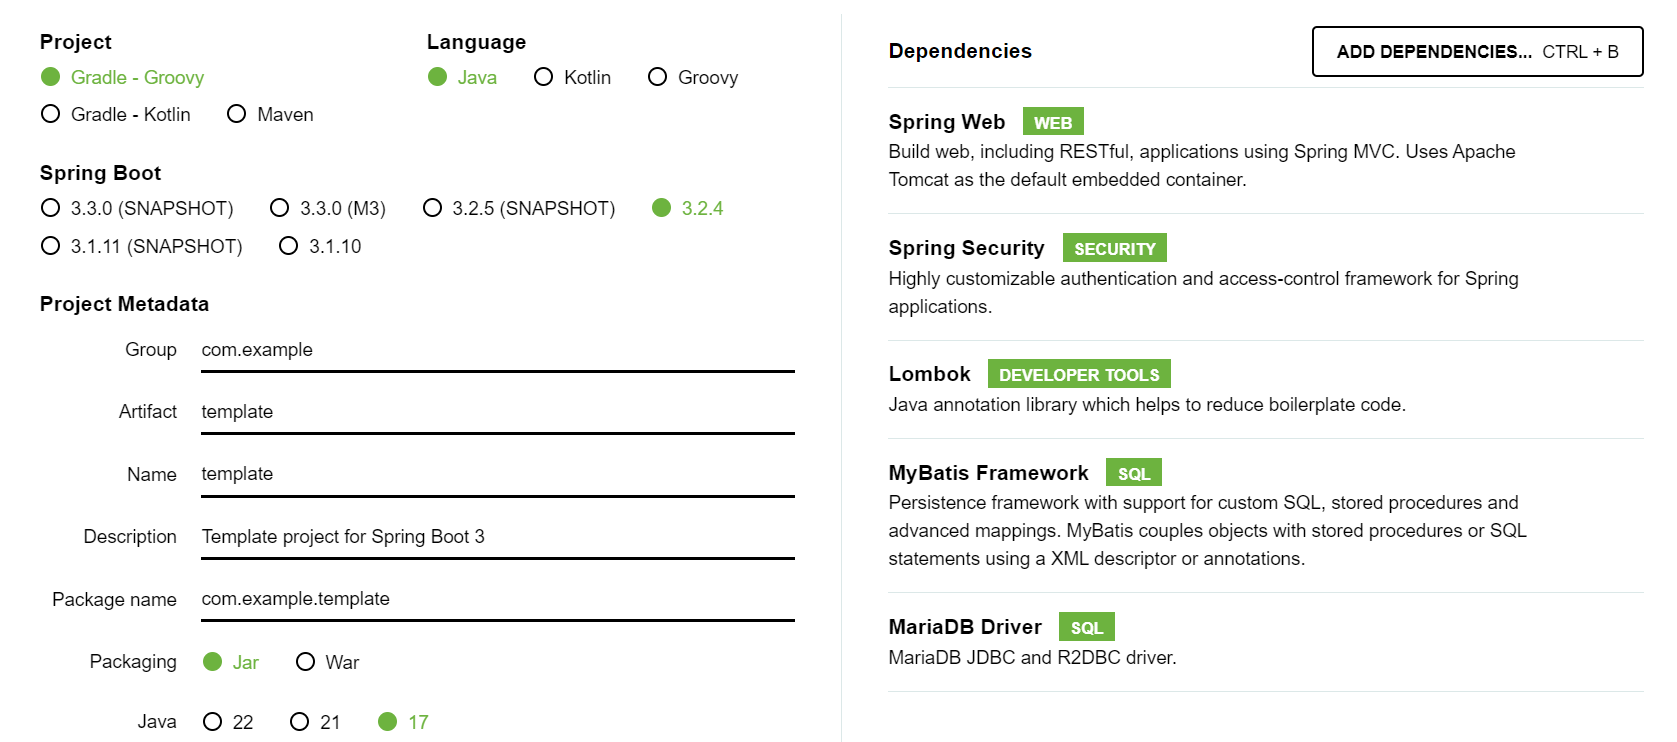 Project
Gradle - Groovy
Gradle - Kotlin Maven
Language
Java Kotlin Groovy
Spring Boot
3.3.0 (SNAPSHOT) 3.3.0 (M3) 3.2.5 (SNAPSHOT) 3.2.4
3.1.11 (SNAPSHOT) 3.1.10
Project Metadata
Group com.example
Artifact template
Name template
Description Template project for Spring Boot 3
Package name com.example.template
Packaging Jar War
Java 22 21 17
Dependencies ADD DEPENDENCIES... CTRL + B
Spring Web WEB
Build web, including RESTful, applications using Spring MVC. Uses Apache
Tomcat as the default embedded container.
Spring Security SECURITY
Highly customizable authentication and access-control framework for Spring
applications.
Lombok DEVELOPER TOOLS
Java annotation library which helps to reduce boilerplate code.
MyBatis Framework SQL
Persistence framework with support for custom SQL, stored procedures and
advanced mappings. MyBatis couples objects with stored procedures or SQL
statements using a XML descriptor or annotations.
MariaDB Driver SQL
MariaDB JDBC and R2DBC driver.